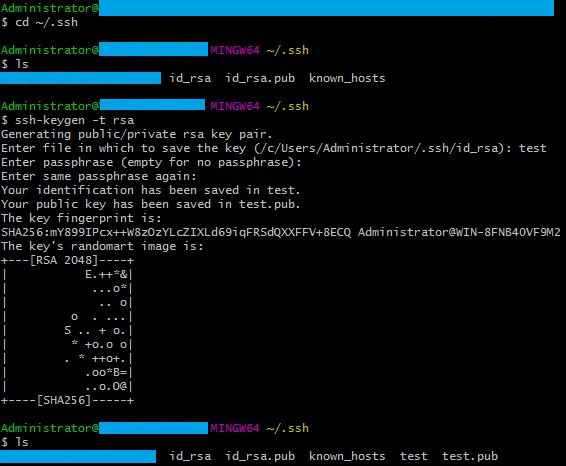 Administrator@
$ cd ~/.ssh
Administrator@ MINGW64 ~/.ssh
$ ls
id_rsa  id_rsa.pub  known_hosts
Administrator@ MINGW64 ~/.ssh
$ ssh-keygen -t rsa
Generating public/private rsa key pair.
Enter file in which to save the key (/c/Users/Administrator/.ssh/id_rsa): test
Enter passphrase (empty for no passphrase):
Enter same passphrase again:
Your identification has been saved in test.
Your public key has been saved in test.pub.
The key fingerprint is:
SHA256:mY899IPcx++W8zOzYLcZIXLd69iqFRSdQXXFFV+8ECQ Administrator@WIN-8FNB4OVF9M2
The key's randomart image is:
+---[RSA 2048]----+
|          E.++*&|
|           ...o*|
|            .. o|
|        o  . ...|
|       S .. + o.|
|        * +o.o o|
|       . * ++o+.|
|          .oo*B=|
|          ..o.O@|
+----[SHA256]-----+
Administrator@ MINGW64 ~/.ssh
$ ls
id_rsa  id_rsa.pub  known_hosts  test  test.pub